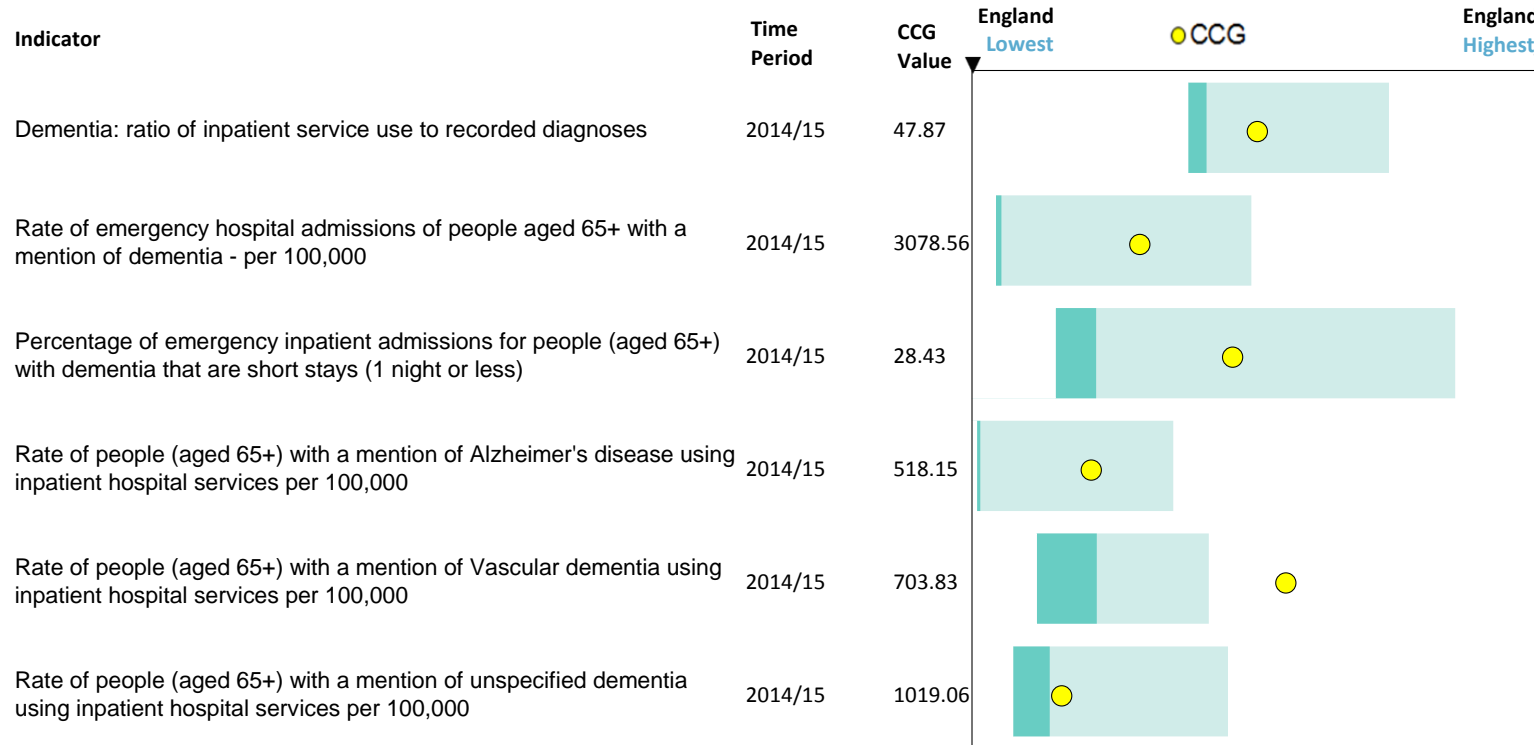 Indicator
Time
Period
CCG
Value
England
Lowest
CCG
England
Highest
Dementia: ratio of inpatient service use to recorded diagnoses 2014/15 47.87
Rate of emergency hospital admissions of people aged 65+ with a
mention of dementia - per 100,000
2014/15 3078.56
Percentage of emergency inpatient admissions for people (aged 65+)
with dementia that are short stays (1 night or less)
2014/15 28.43
Rate of people (aged 65+) with a mention of Alzheimer's disease using
inpatient hospital services per 100,000
2014/15 518.15
Rate of people (aged 65+) with a mention of Vascular dementia using
inpatient hospital services per 100,000
2014/15 703.83
Rate of people (aged 65+) with a mention of unspecified dementia
using inpatient hospital services per 100,000
2014/15 1019.06